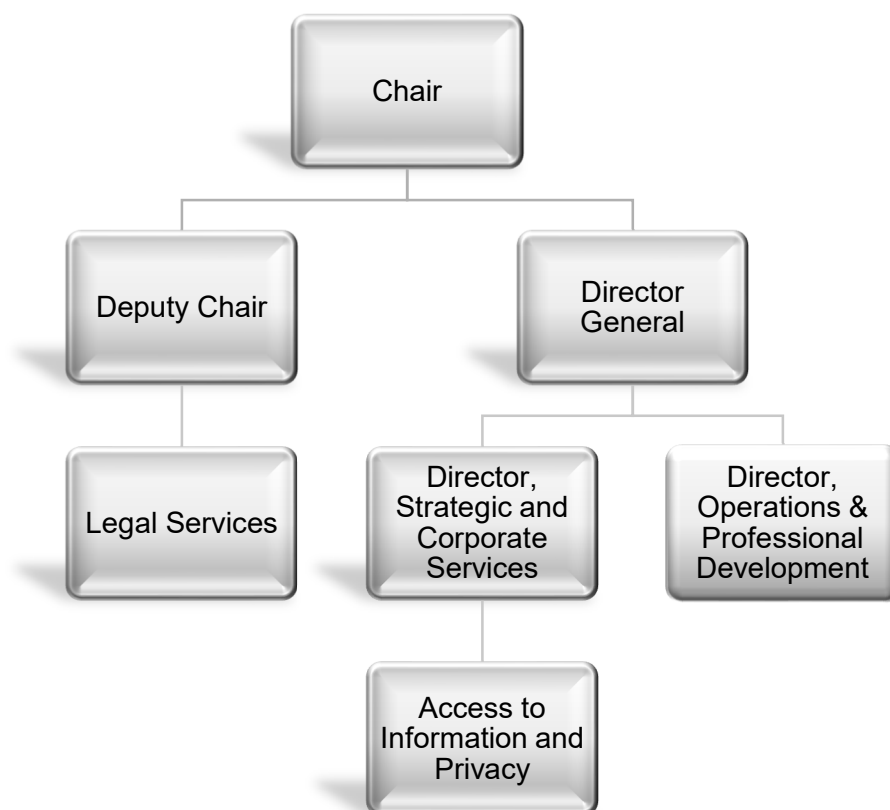 Chair
Deputy Chair
Director
General
Legal Services
Director,
Strategic and
Corporate
Services
Director,
Operations &
Professional
Development
Access to
Information and
Privacy